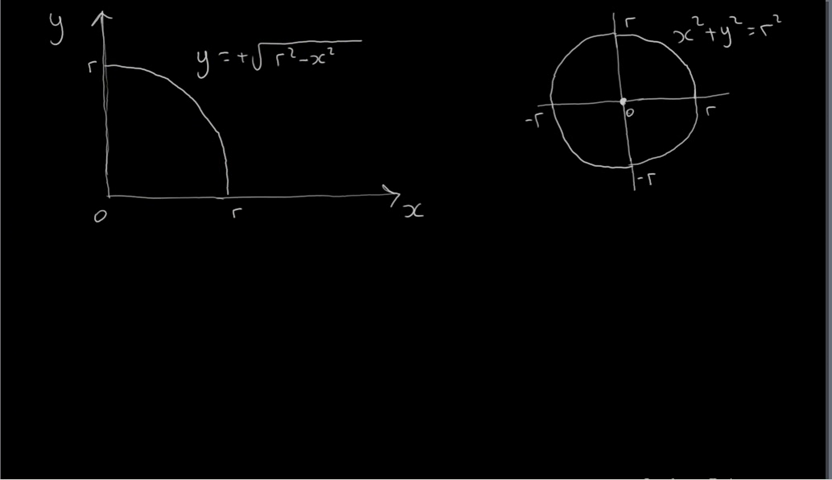 y
r
y = +√(r²-x²)
0
r
x
r
x²+y²=r²
-r
0
r
-r